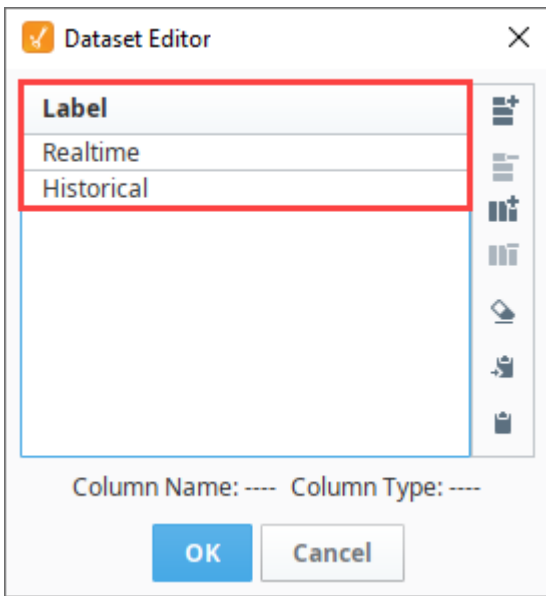 Dataset Editor
Label
Realtime
Historical
Column Name: ---- Column Type: ----
OK Cancel